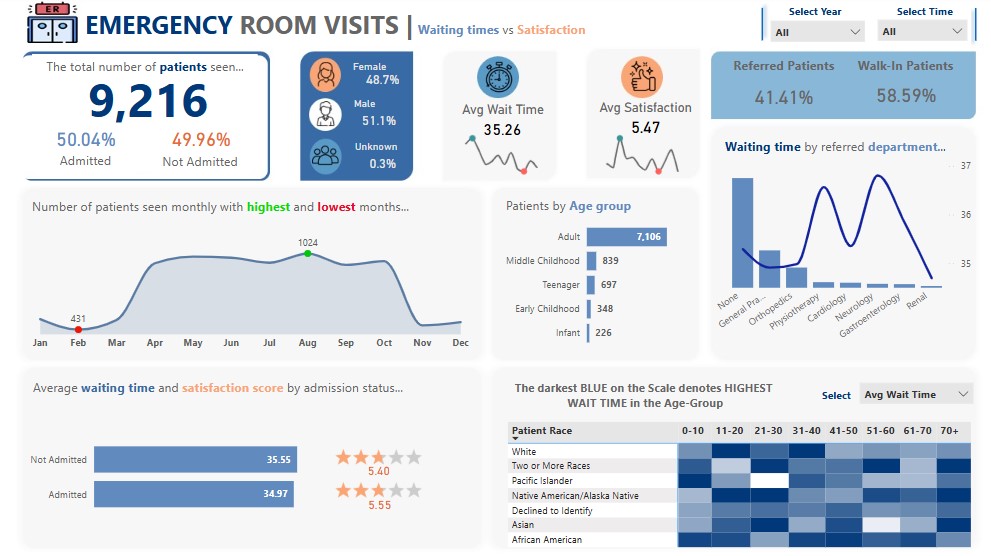 ER
EMERGENCY ROOM VISITS | Waiting times vs Satisfaction
Select Year
All
Select Time
All
The total number of patients seen...
9,216
50.04%
Admitted
49.96%
Not Admitted
Female
48.7%
Male
51.1%
Unknown
0.3%
Avg Wait Time
35.26
Avg Satisfaction
5.47
Referred Patients
41.41%
Walk-In Patients
58.59%
Number of patients seen monthly with highest and lowest months...
1024
431
Jan Feb Mar Apr May Jun Jul Aug Sep Oct Nov Dec
Patients by Age group
Adult 7,106
Middle Childhood 839
Teenager 697
Early Childhood 348
Infant 226
Waiting time by referred department...
37
36
35
None
General Pra...
Orthopedics
Physiotherapy
Cardiology
Neurology
Gastroenterology
Renal
Average waiting time and satisfaction score by admission status...
Not Admitted 35.55
5.40
Admitted 34.97
5.55
The darkest BLUE on the Scale denotes HIGHEST
WAIT TIME in the Age-Group
Select Avg Wait Time
Patient Race 0-10 11-20 21-30 31-40 41-50 51-60 61-70 70+
White
Two or More Races
Pacific Islander
Native American/Alaska Native
Declined to Identify
Asian
African American